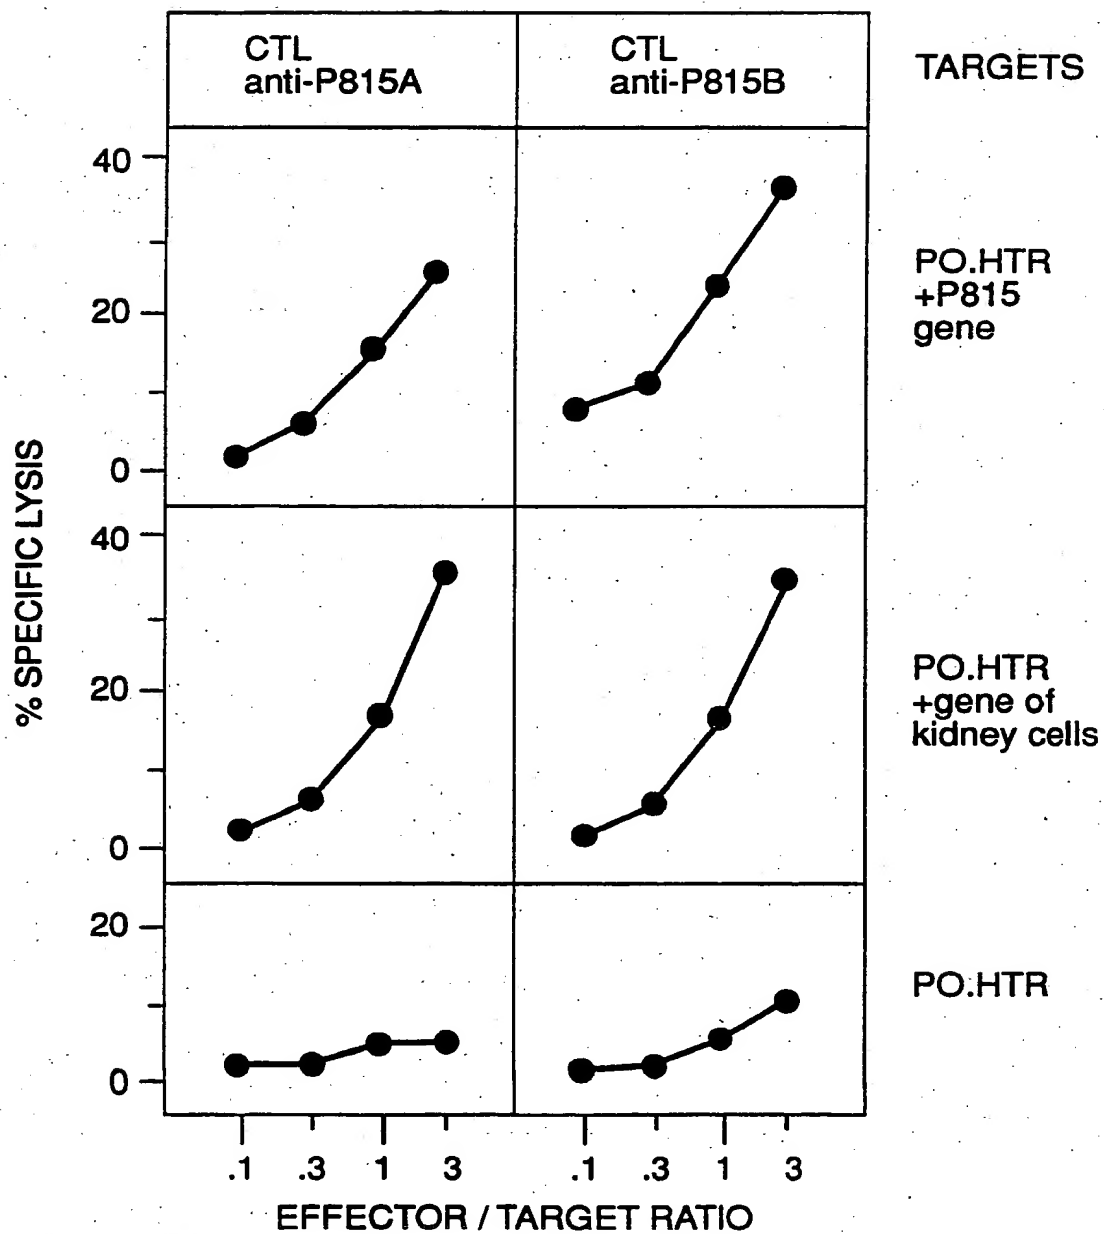 CTL
anti-P815A
CTL
anti-P815B
TARGETS
40
20
0
PO.HTR
+P815
gene
% SPECIFIC LYSIS
40
20
0
PO.HTR
+gene of
kidney cells
20
0
PO.HTR
.1 .3 1 3 .1 .3 1 3
EFFECTOR / TARGET RATIO